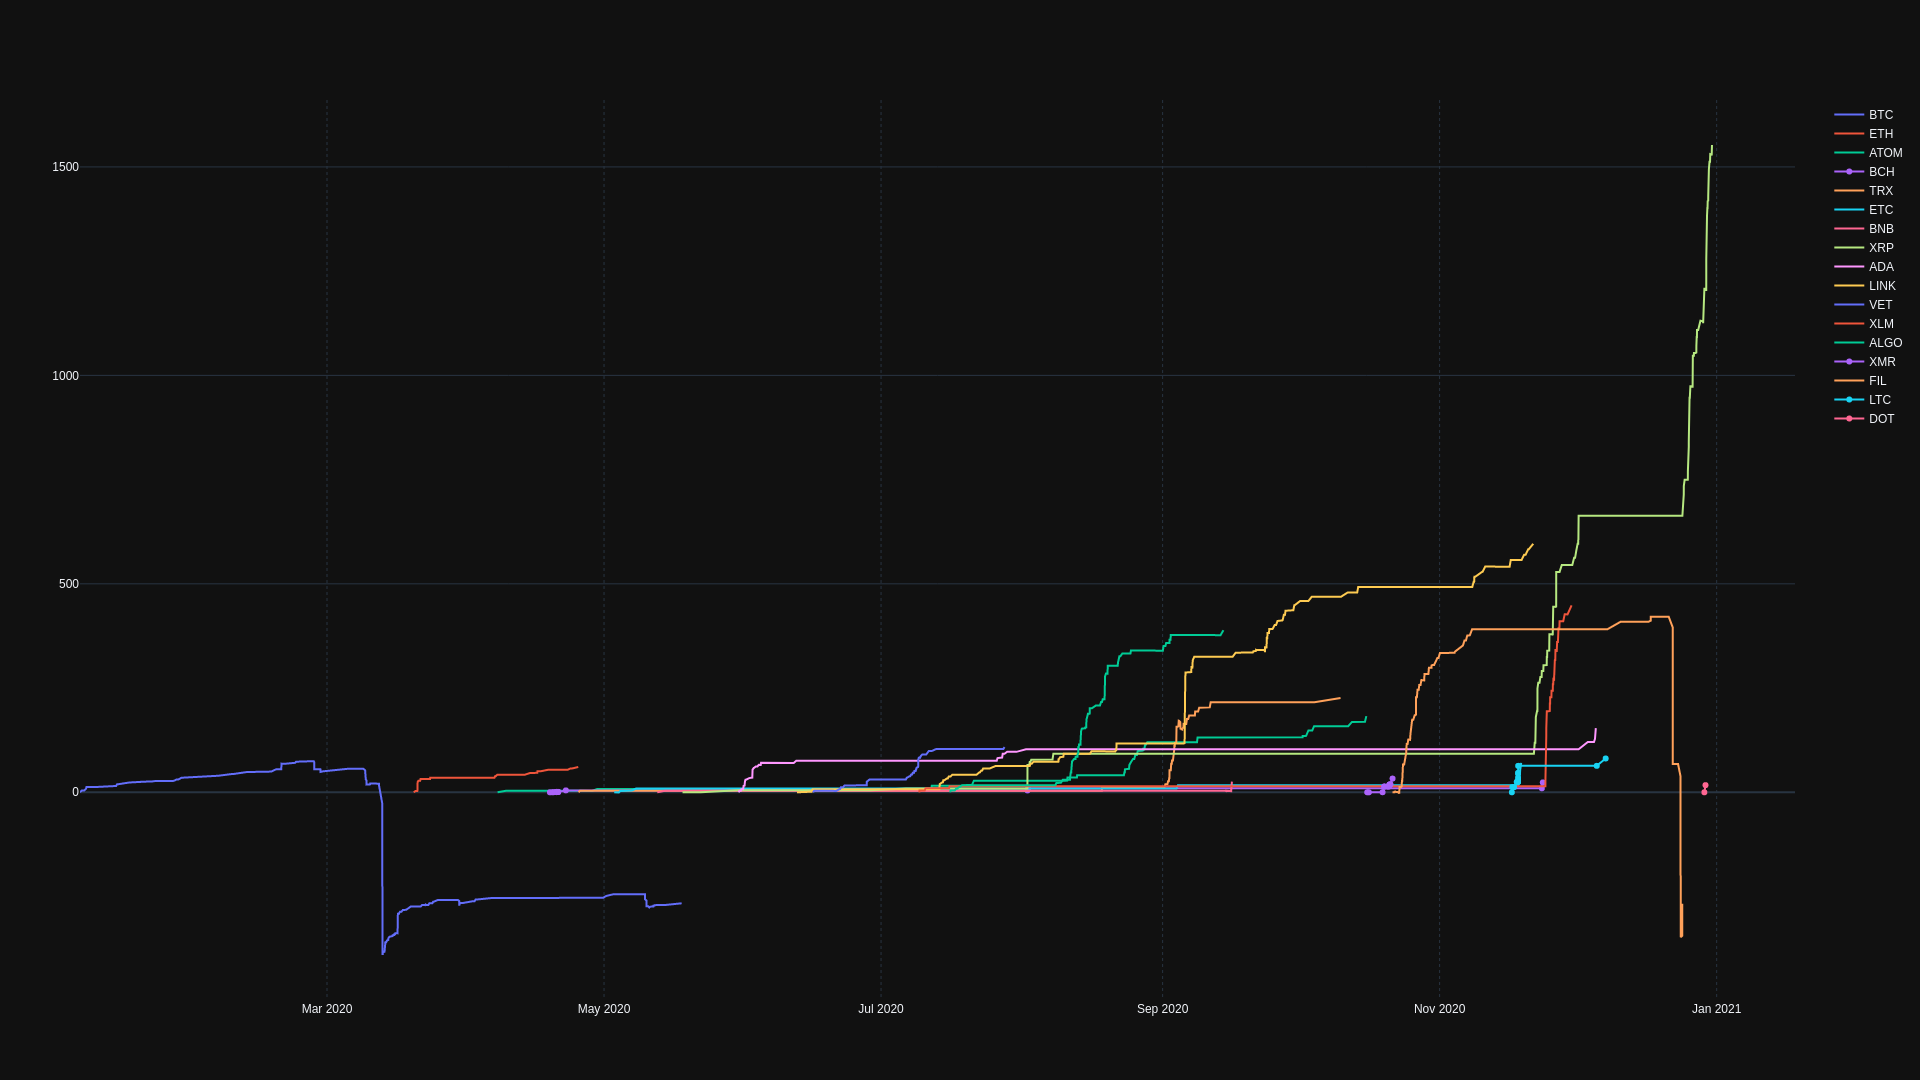 1500
1000
500
0
Mar 2020
May 2020
Jul 2020
Sep 2020
Nov 2020
Jan 2021
BTC
ETH
ATOM
BCH
TRX
ETC
BNB
XRP
ADA
LINK
VET
XLM
ALGO
XMR
FIL
LTC
DOT